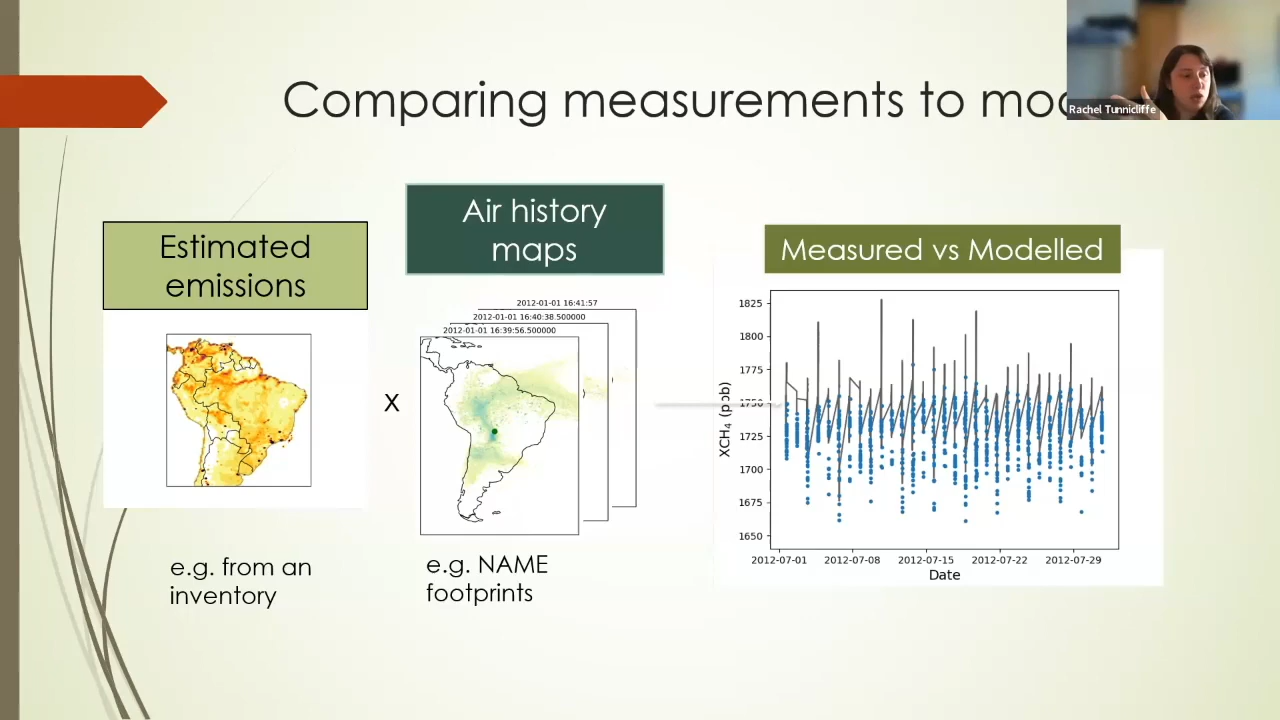 Comparing measurements to mod
Rachel Tunnicliffe
Estimated
emissions
Air history
maps
Measured vs Modelled
2012-01-01 16:41:57
2012-01-01 16:40:38.500000
2012-01-01 16:39:56.500000
x
e.g. from an
inventory
e.g. NAME
footprints
XCH4 (ppb)
1825
1800
1775
1750
1725
1700
1675
1650
2012-07-01 2012-07-08 2012-07-15 2012-07-22 2012-07-29
Date